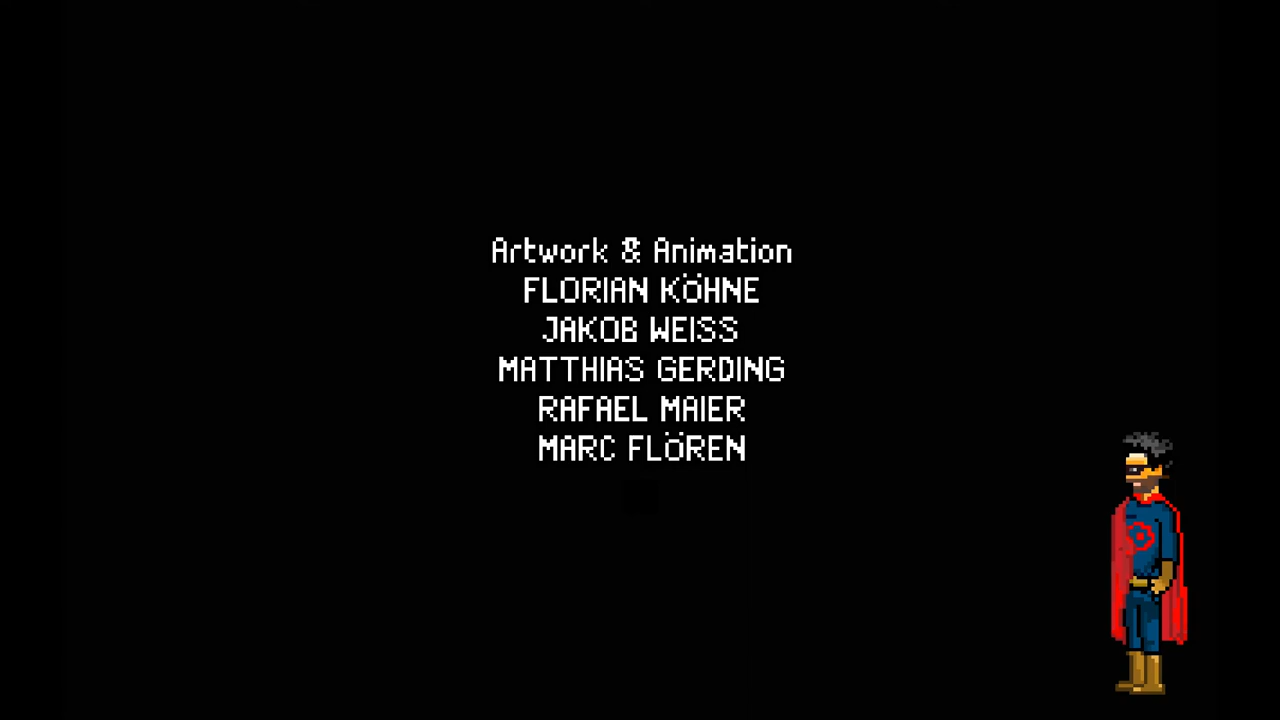 Artwork & Animation
FLORIAN KÖHNE
JAKOB WEISS
MATTHIAS GERDING
RAFAEL MAIER
MARC FLÖREN